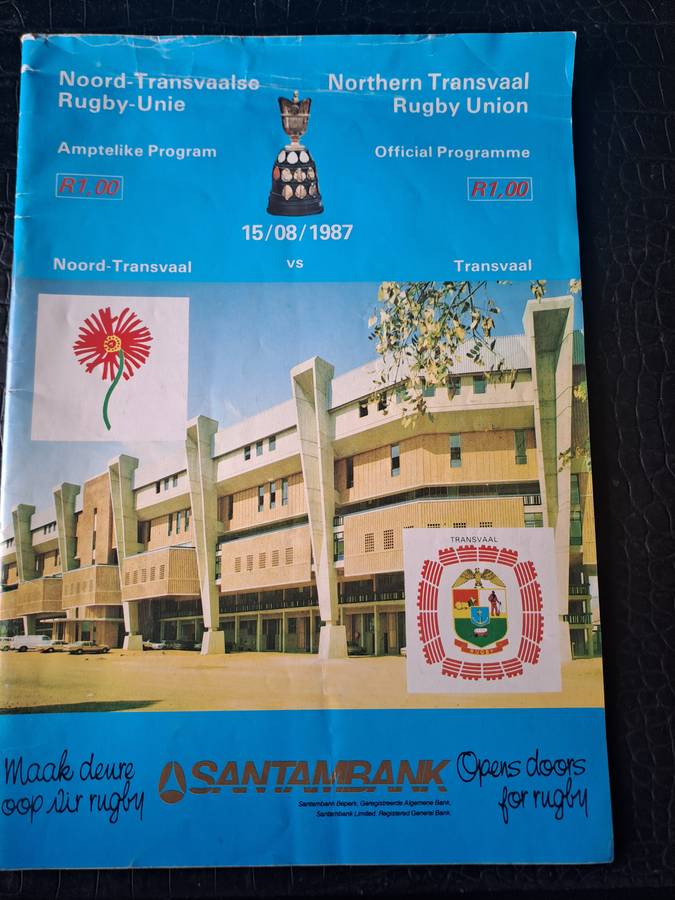 Noord-Transvaalse
Rugby-Unie
Northern Transvaal
Rugby Union
Amptelike Program
Official Programme
R1,00
R1,00
15/08/1987
Noord-Transvaal
vs
Transvaal
TRANSVAAL
RUGBY
Maak deure
oop vir rugby
SANTAMBANK
Santambank Beperk, Geregistreerde Algemene Bank.
Santambank Limited. Registered General Bank.
Opens doors
for rugby